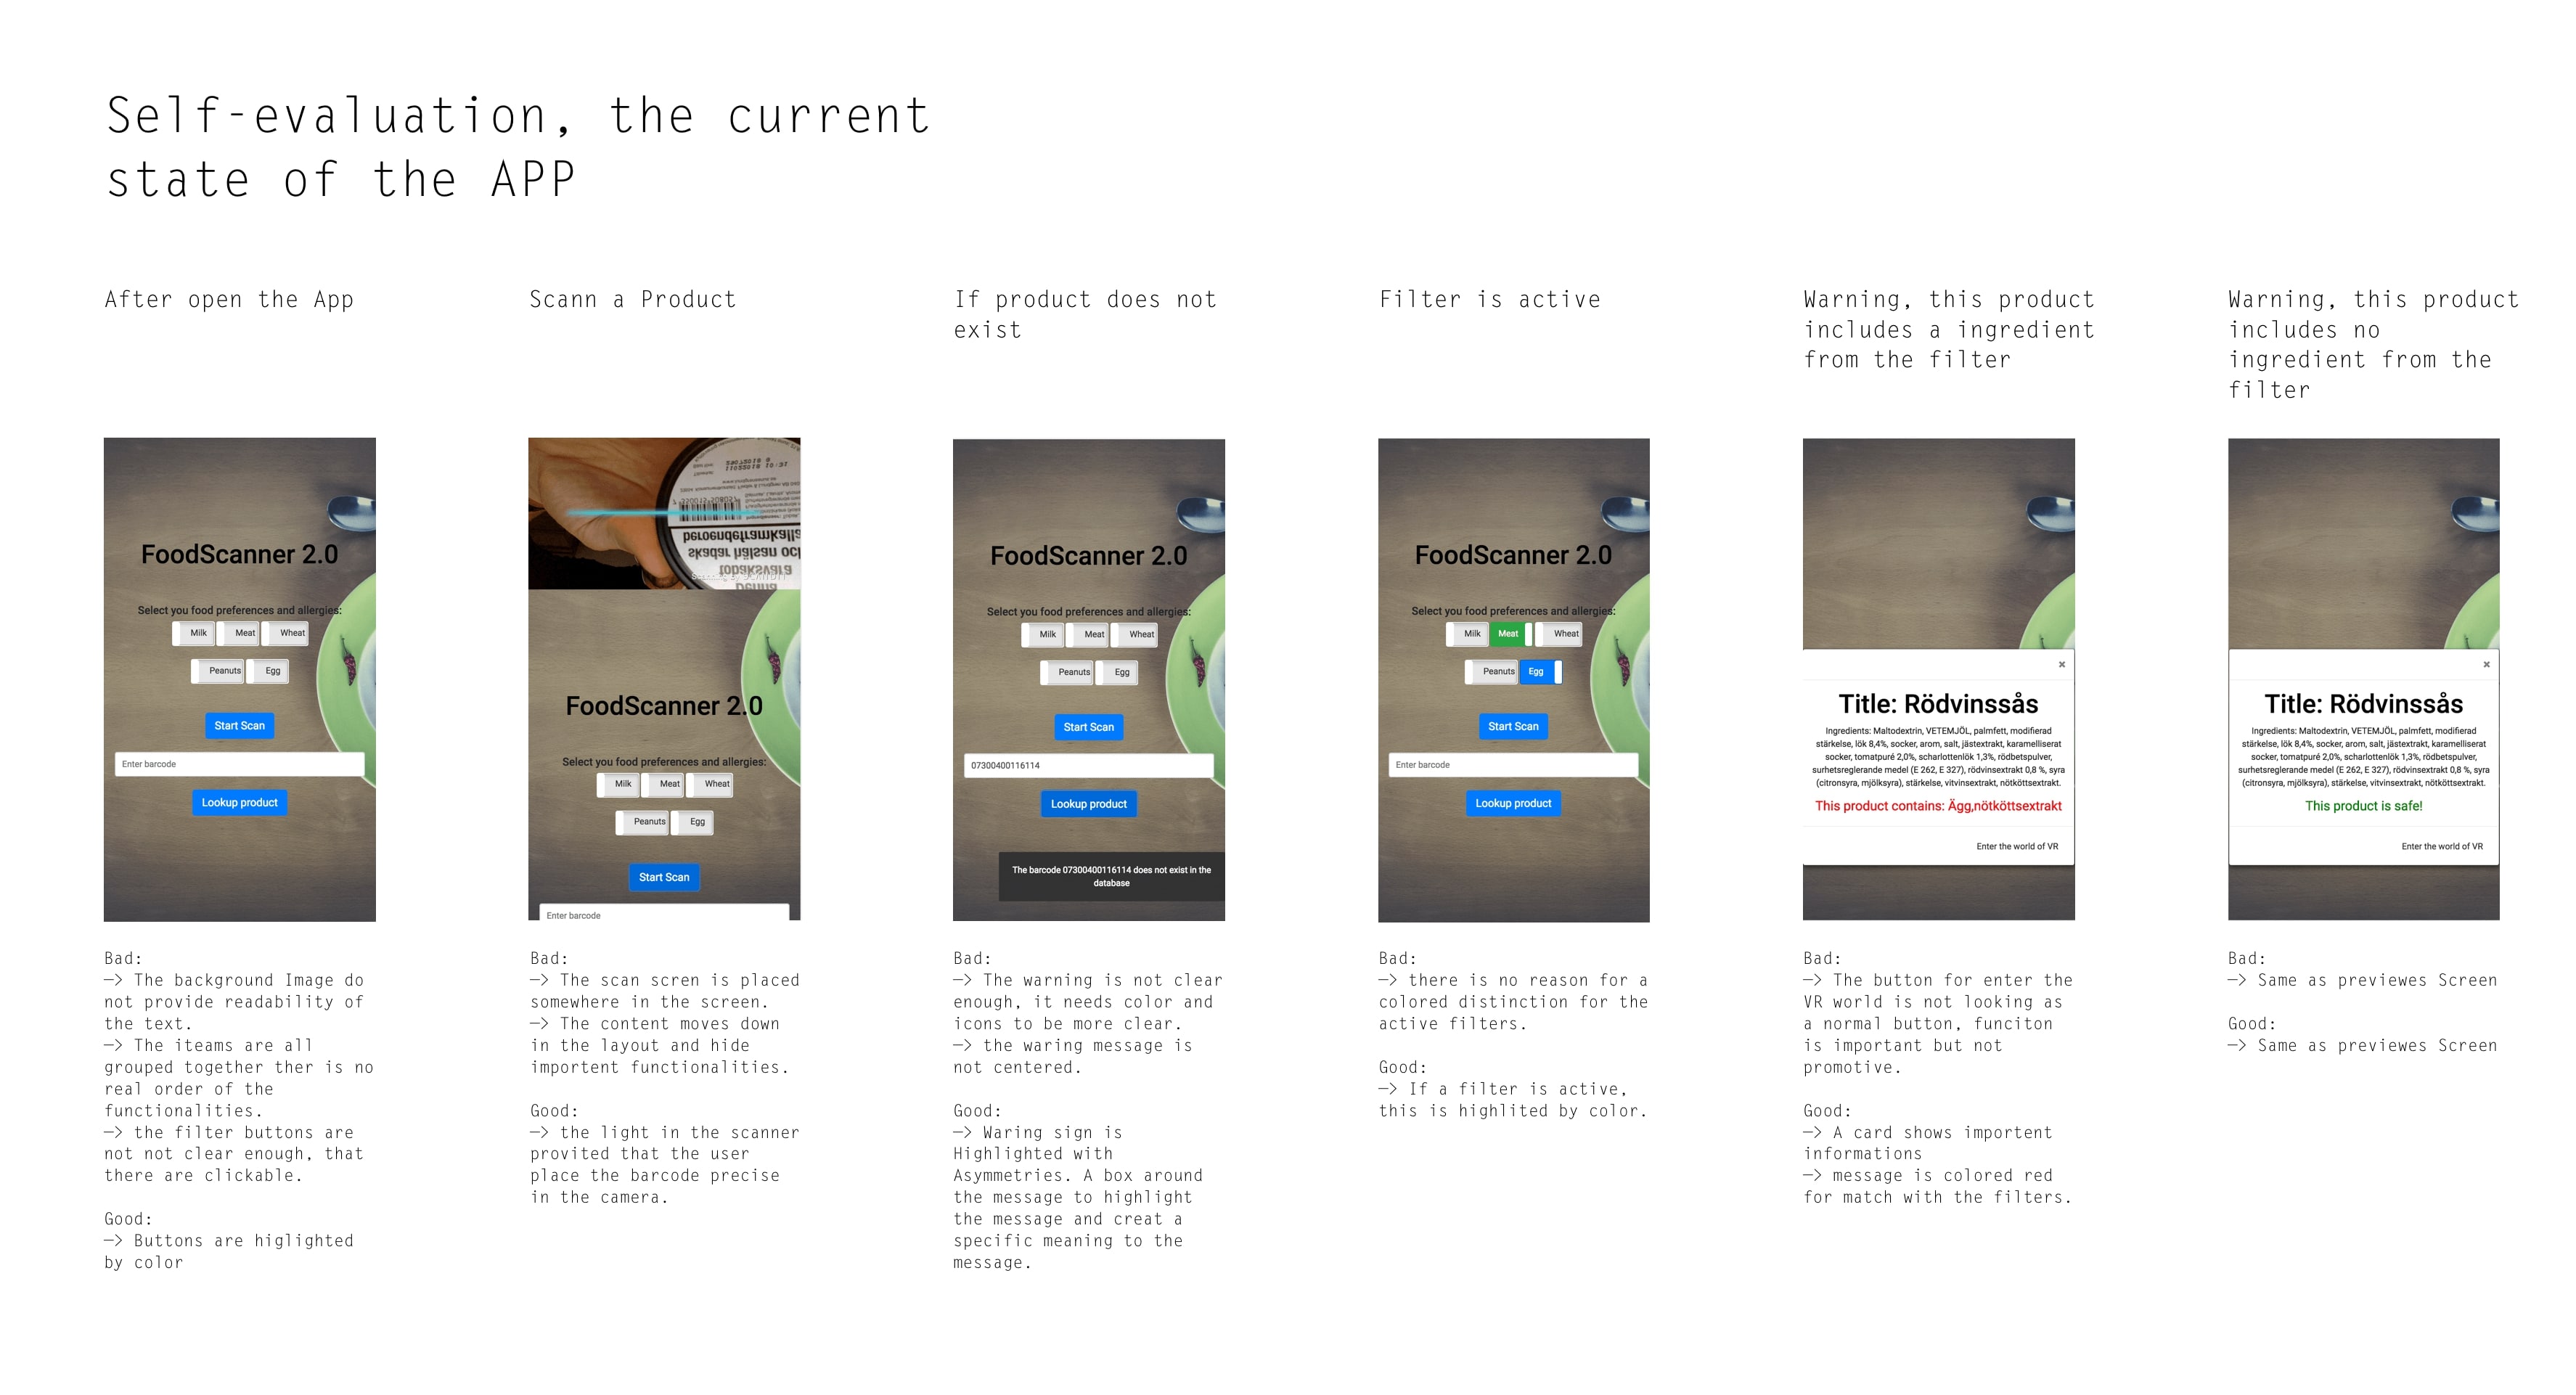 Self-evaluation, the current
state of the APP
After open the App
FoodScanner 2.0
Select you food preferences and allergies:
Milk Meat Wheat
Peanuts Egg
Start Scan
Enter barcode
Lookup product
Bad:
—> The background Image do
not provide readability of
the text.
—> The iteams are all
grouped together ther is no
real order of the
functionalities.
—> the filter buttons are
not not clear enough, that
there are clickable.
Good:
—> Buttons are higlighted
by color
Scann a Product
beroendeframkalla
skadar hälsan och
tobaksvara
Denna
FoodScanner 2.0
Select you food preferences and allergies:
Milk Meat Wheat
Peanuts Egg
Start Scan
Enter barcode
Bad:
—> The scan scren is placed
somewhere in the screen.
—> The content moves down
in the layout and hide
importent functionalities.
Good:
—> the light in the scanner
provited that the user
place the barcode precise
in the camera.
If product does not
exist
FoodScanner 2.0
Select you food preferences and allergies:
Milk Meat Wheat
Peanuts Egg
Start Scan
07300400116114
Lookup product
The barcode 07300400116114 does not exist in the
database
Bad:
—> The warning is not clear
enough, it needs color and
icons to be more clear.
—> the waring message is
not centered.
Good:
—> Waring sign is
Highlighted with
Asymmetries. A box around
the message to highlight
the message and creat a
specific meaning to the
message.
Filter is active
FoodScanner 2.0
Select you food preferences and allergies:
Milk Meat Wheat
Peanuts Egg
Start Scan
Enter barcode
Lookup product
Bad:
—> there is no reason for a
colored distinction for the
active filters.
Good:
—> If a filter is active,
this is highlited by color.
Warning, this product
includes a ingredient
from the filter
×
Title: Rödvinssås
Ingredients: Maltodextrin, VETEMJÖL, palmfett, modifierad
stärkelse, lök 8,4%, socker, arom, salt, jästextrakt, karamelliserat
socker, tomatpuré 2,0%, scharlottenlök 1,3%, rödbetspulver,
surhetsreglerande medel (E 262, E 327), rödvinsextrakt 0,8 %, syra
(citronsyra, mjölksyra), stärkelse, vitvinsextrakt, nötköttsextrakt.
This product contains: Ägg,nötköttsextrakt
Enter the world of VR
Bad:
—> The button for enter the
VR world is not looking as
a normal button, funciton
is important but not
promotive.
Good:
—> A card shows importent
informations
—> message is colored red
for match with the filters.
Warning, this product
includes no
ingredient from the
filter
×
Title: Rödvinssås
Ingredients: Maltodextrin, VETEMJÖL, palmfett, modifierad
stärkelse, lök 8,4%, socker, arom, salt, jästextrakt, karamelliserat
socker, tomatpuré 2,0%, scharlottenlök 1,3%, rödbetspulver,
surhetsreglerande medel (E 262, E 327), rödvinsextrakt 0,8 %, syra
(citronsyra, mjölksyra), stärkelse, vitvinsextrakt, nötköttsextrakt.
This product is safe!
Enter the world of VR
Bad:
—> Same as previewes Screen
Good:
—> Same as previewes Screen